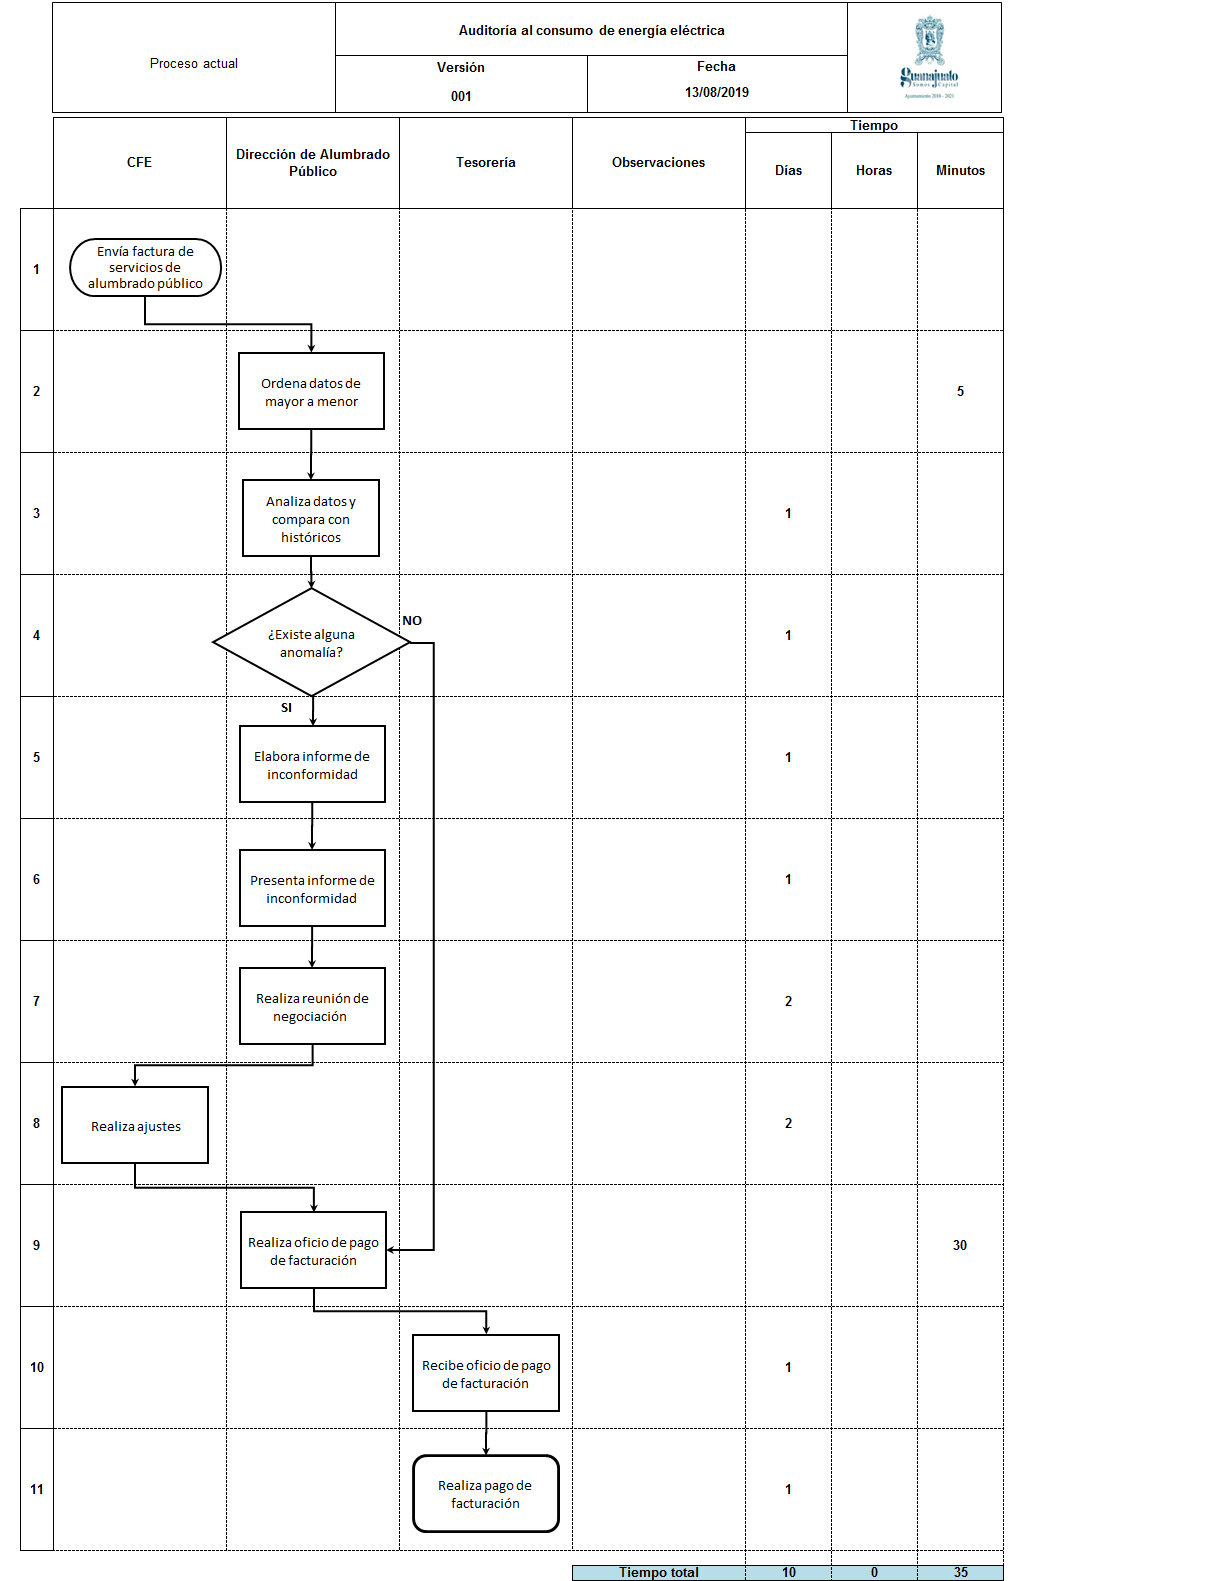 Proceso actual
Auditoría al consumo de energía eléctrica
Versión
001
Fecha
13/08/2019
Guanajuato
Somos Capital
Ayuntamiento 2018 - 2021
CFE
Dirección de Alumbrado
Público
Tesorería
Observaciones
Tiempo
Días
Horas
Minutos
1
Envía factura de
servicios de
alumbrado público
2
Ordena datos de
mayor a menor
5
3
Analiza datos y
compara con
históricos
1
4
¿Existe alguna
anomalía?
NO
1
SI
5
Elabora informe de
inconformidad
1
6
Presenta informe de
inconformidad
1
7
Realiza reunión de
negociación
2
8
Realiza ajustes
2
9
Realiza oficio de pago
de facturación
30
10
Recibe oficio de pago
de facturación
1
11
Realiza pago de
facturación
1
Tiempo total
10
0
35